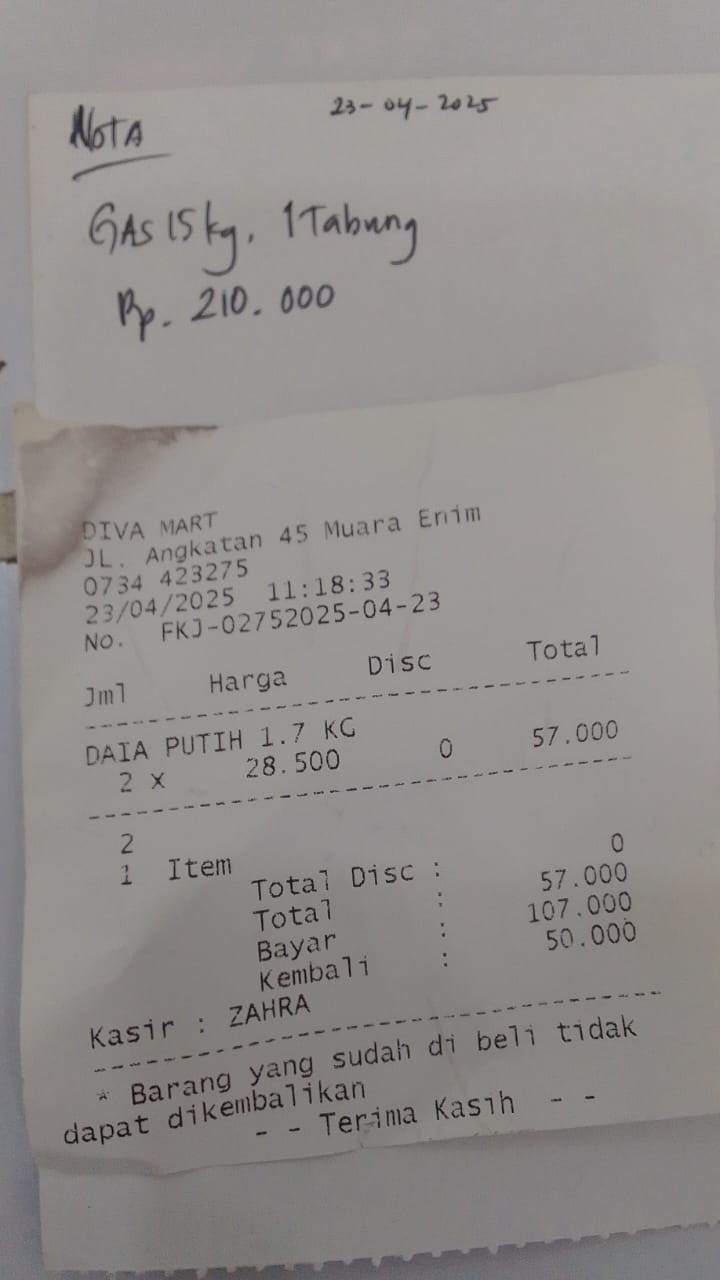 NOTA
23-04-2025
GAS 15 kg. 1 Tabung
Rp. 210.000
DIVA MART
JL. Angkatan 45 Muara Enim
0734 423275
23/04/2025 11:18:33
No. FKJ-02752025-04-23
Jml Harga Disc Total
DAIA PUTIH 1.7 KG
2 X 28.500 0 57.000
2
1 Item
Total Disc : 0
Total : 57.000
Bayar : 107.000
Kembali : 50.000
Kasir : ZAHRA
* Barang yang sudah di beli tidak
dapat dikembalikan
- - Terima Kasih - -